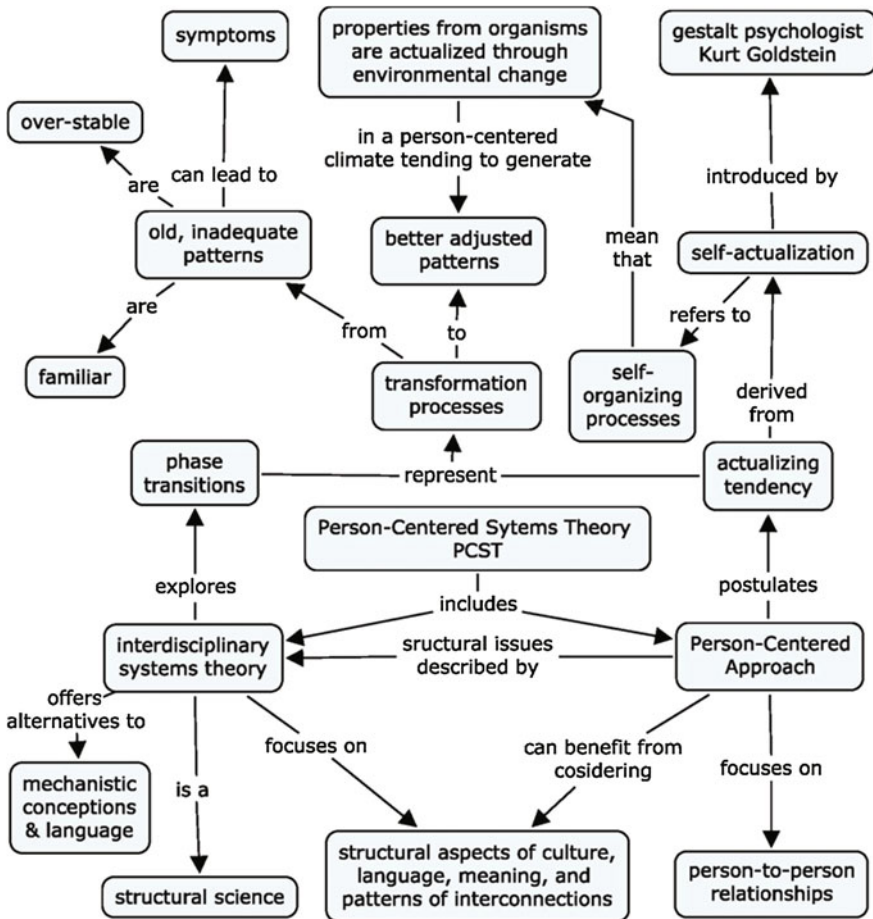 symptoms
properties from organisms
are actualized through
environmental change
gestalt psychologist
Kurt Goldstein
over-stable
in a person-centered
climate tending to generate
are
can lead to
introduced by
old, inadequate
patterns
better adjusted
patterns
mean
that
self-actualization
are
from
to
refers to
familiar
transformation
processes
self-
organizing
processes
derived
from
phase
transitions
represent
actualizing
tendency
Person-Centered Sytems Theory
PCST
explores
includes
postulates
interdisciplinary
systems theory
sructural issues
described by
Person-Centered
Approach
offers
alternatives to
focuses on
can benefit from
cosidering
mechanistic
conceptions
& language
is a
focuses on
structural aspects of culture,
language, meaning, and
patterns of interconnections
structural science
person-to-person
relationships